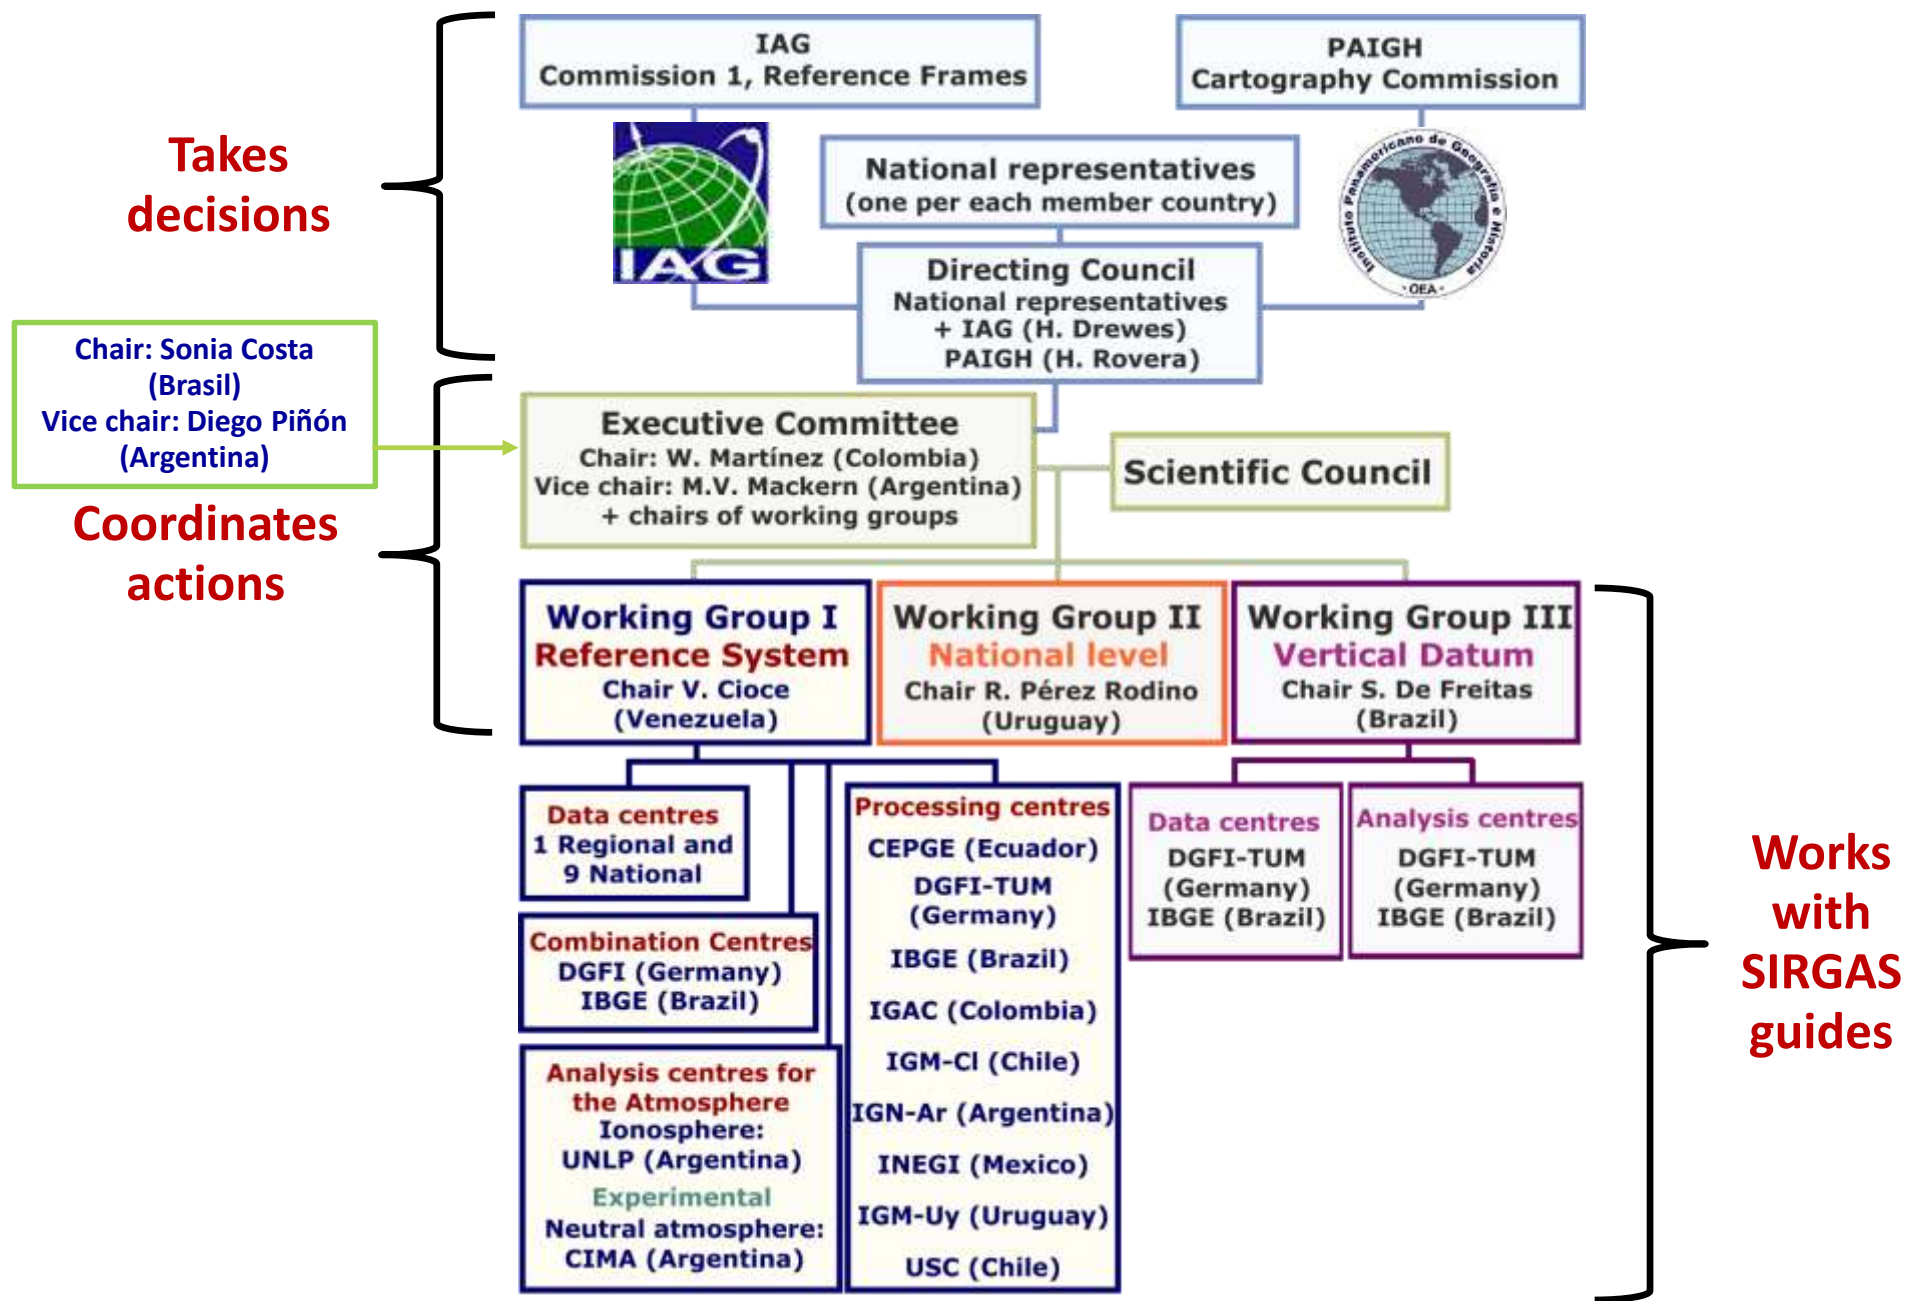 IAG
Commission 1, Reference Frames
PAIGH
Cartography Commission
Takes
decisions
IAG
National representatives
(one per each member country)
Instituto Panamericano de Geografia e Historia
· OEA ·
Directing Council
National representatives
+ IAG (H. Drewes)
PAIGH (H. Rovera)
Chair: Sonia Costa
(Brasil)
Vice chair: Diego Piñón
(Argentina)
Executive Committee
Chair: W. Martínez (Colombia)
Vice chair: M.V. Mackern (Argentina)
+ chairs of working groups
Scientific Council
Coordinates
actions
Working Group I
Reference System
Chair V. Cioce
(Venezuela)
Working Group II
National level
Chair R. Pérez Rodino
(Uruguay)
Working Group III
Vertical Datum
Chair S. De Freitas
(Brazil)
Data centres
1 Regional and
9 National
Combination Centres
DGFI (Germany)
IBGE (Brazil)
Analysis centres for
the Atmosphere
Ionosphere:
UNLP (Argentina)
Experimental
Neutral atmosphere:
CIMA (Argentina)
Processing centres
CEPGE (Ecuador)
DGFI-TUM
(Germany)
IBGE (Brazil)
IGAC (Colombia)
IGM-Cl (Chile)
IGN-Ar (Argentina)
INEGI (Mexico)
IGM-Uy (Uruguay)
USC (Chile)
Data centres
DGFI-TUM
(Germany)
IBGE (Brazil)
Analysis centres
DGFI-TUM
(Germany)
IBGE (Brazil)
Works
with
SIRGAS
guides